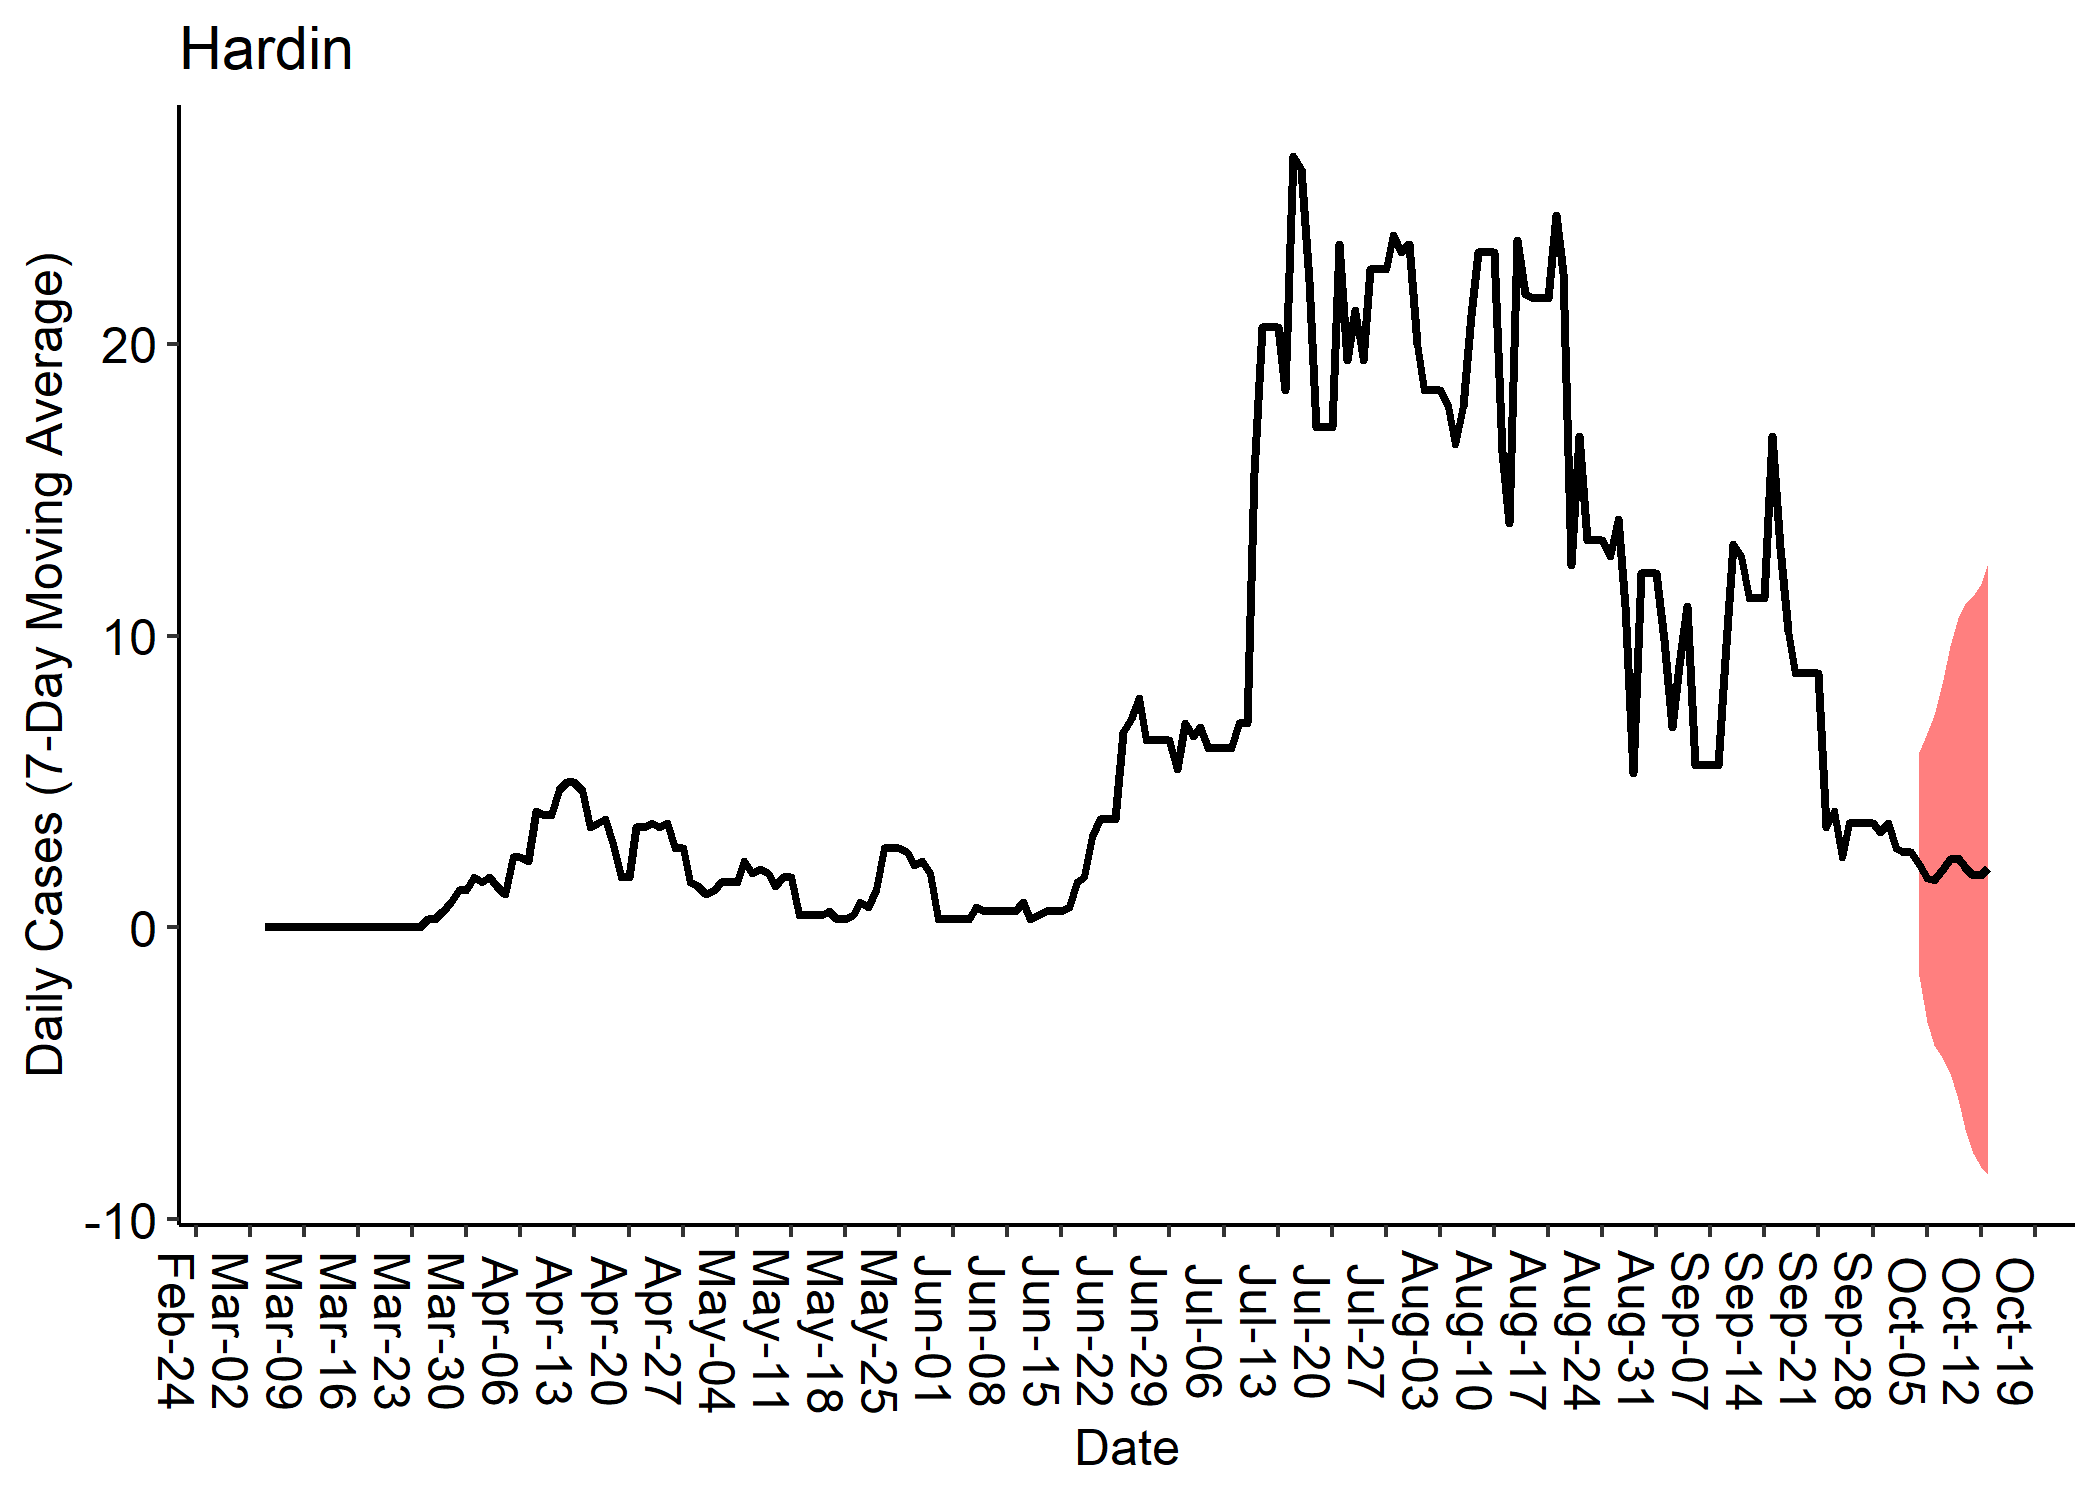 Hardin
Daily Cases (7-Day Moving Average)
20
10
0
-10
Feb-24
Mar-02
Mar-09
Mar-16
Mar-23
Mar-30
Apr-06
Apr-13
Apr-20
Apr-27
May-04
May-11
May-18
May-25
Jun-01
Jun-08
Jun-15
Jun-22
Jun-29
Jul-06
Jul-13
Jul-20
Jul-27
Aug-03
Aug-10
Aug-17
Aug-24
Aug-31
Sep-07
Sep-14
Sep-21
Sep-28
Oct-05
Oct-12
Oct-19
Date